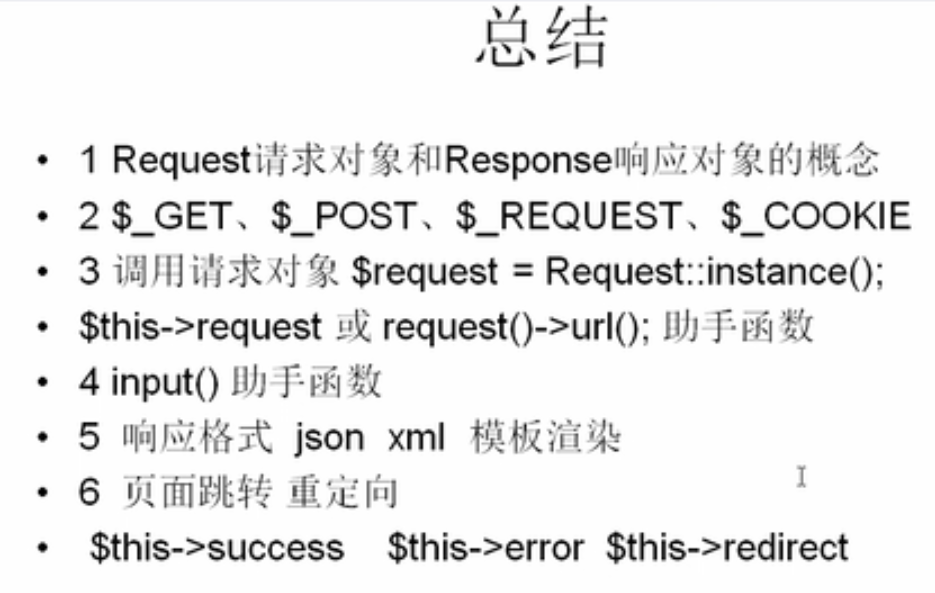 总结
• 1 Request请求对象和Response响应对象的概念
• 2 $_GET、$_POST、$_REQUEST、$_COOKIE
• 3 调用请求对象 $request = Request::instance();
• $this->request 或 request()->url(); 助手函数
• 4 input() 助手函数
• 5 响应格式 json xml 模板渲染
• 6 页面跳转 重定向
• $this->success $this->error $this->redirect